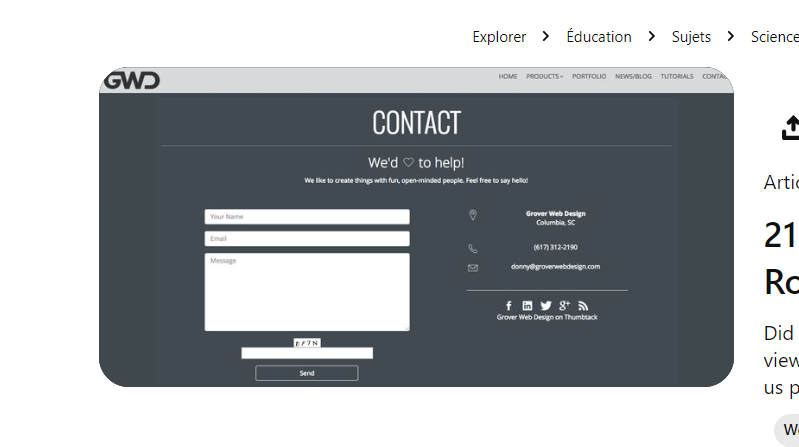 Explorer > Éducation > Sujets > Science
GWD
HOME PRODUCTS PORTFOLIO NEWS/BLOG TUTORIALS CONTA
CONTACT
We'd ♡ to help!
We like to create things with fun, open-minded people. Feel free to say hello!
Your Name
Email
Message
Send
Grover Web Design
Columbia, SC
(617) 312-2190
donny@groverwebdesign.com
Grover Web Design on Thumbtack
Artic
21
Ro
Did
view
us p
We